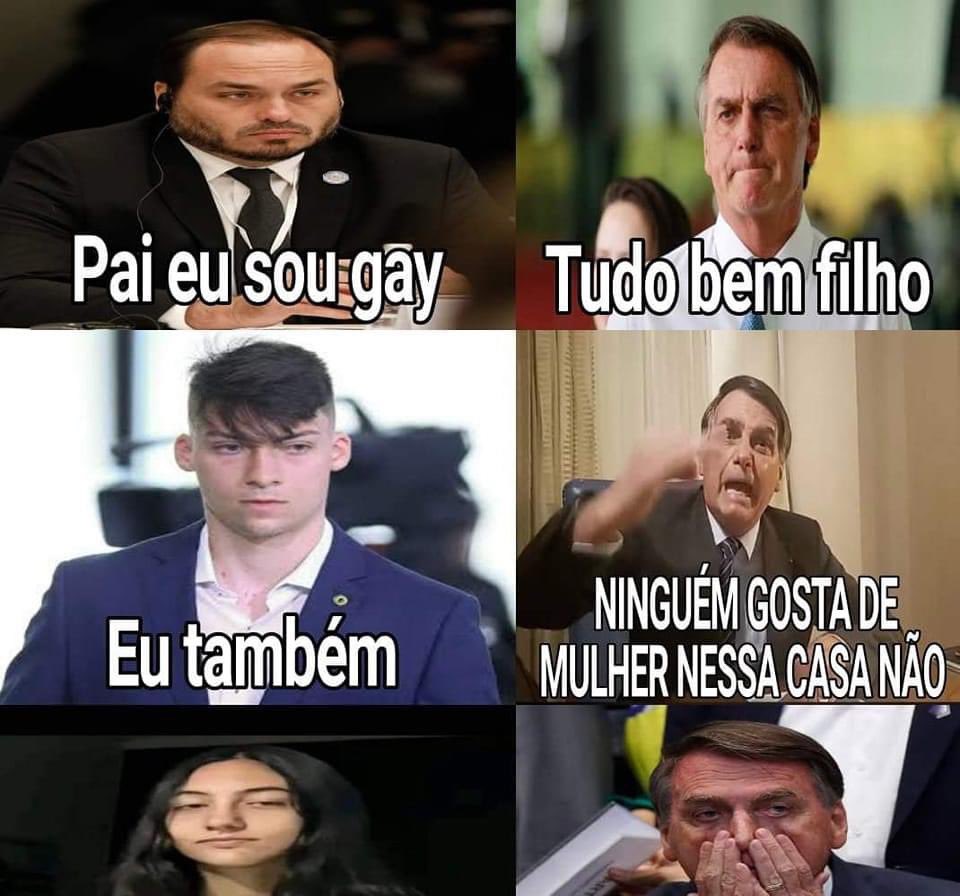 Pai eu sou gay
Tudo bem filho
Eu também
NINGUÉM GOSTA DE
MULHER NESSA CASA NÃO